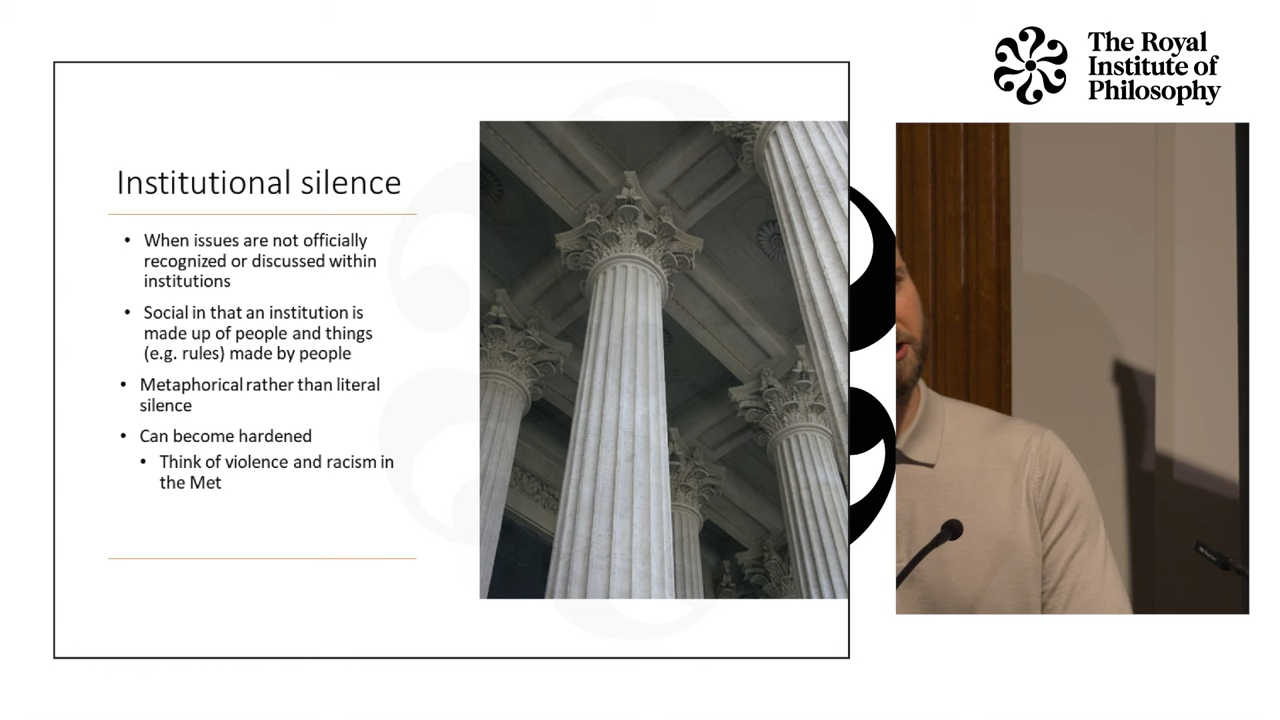 The Royal
Institute of
Philosophy
Institutional silence
• When issues are not officially
recognized or discussed within
institutions
• Social in that an institution is
made up of people and things
(e.g. rules) made by people
• Metaphorical rather than literal
silence
• Can become hardened
• Think of violence and racism in
the Met